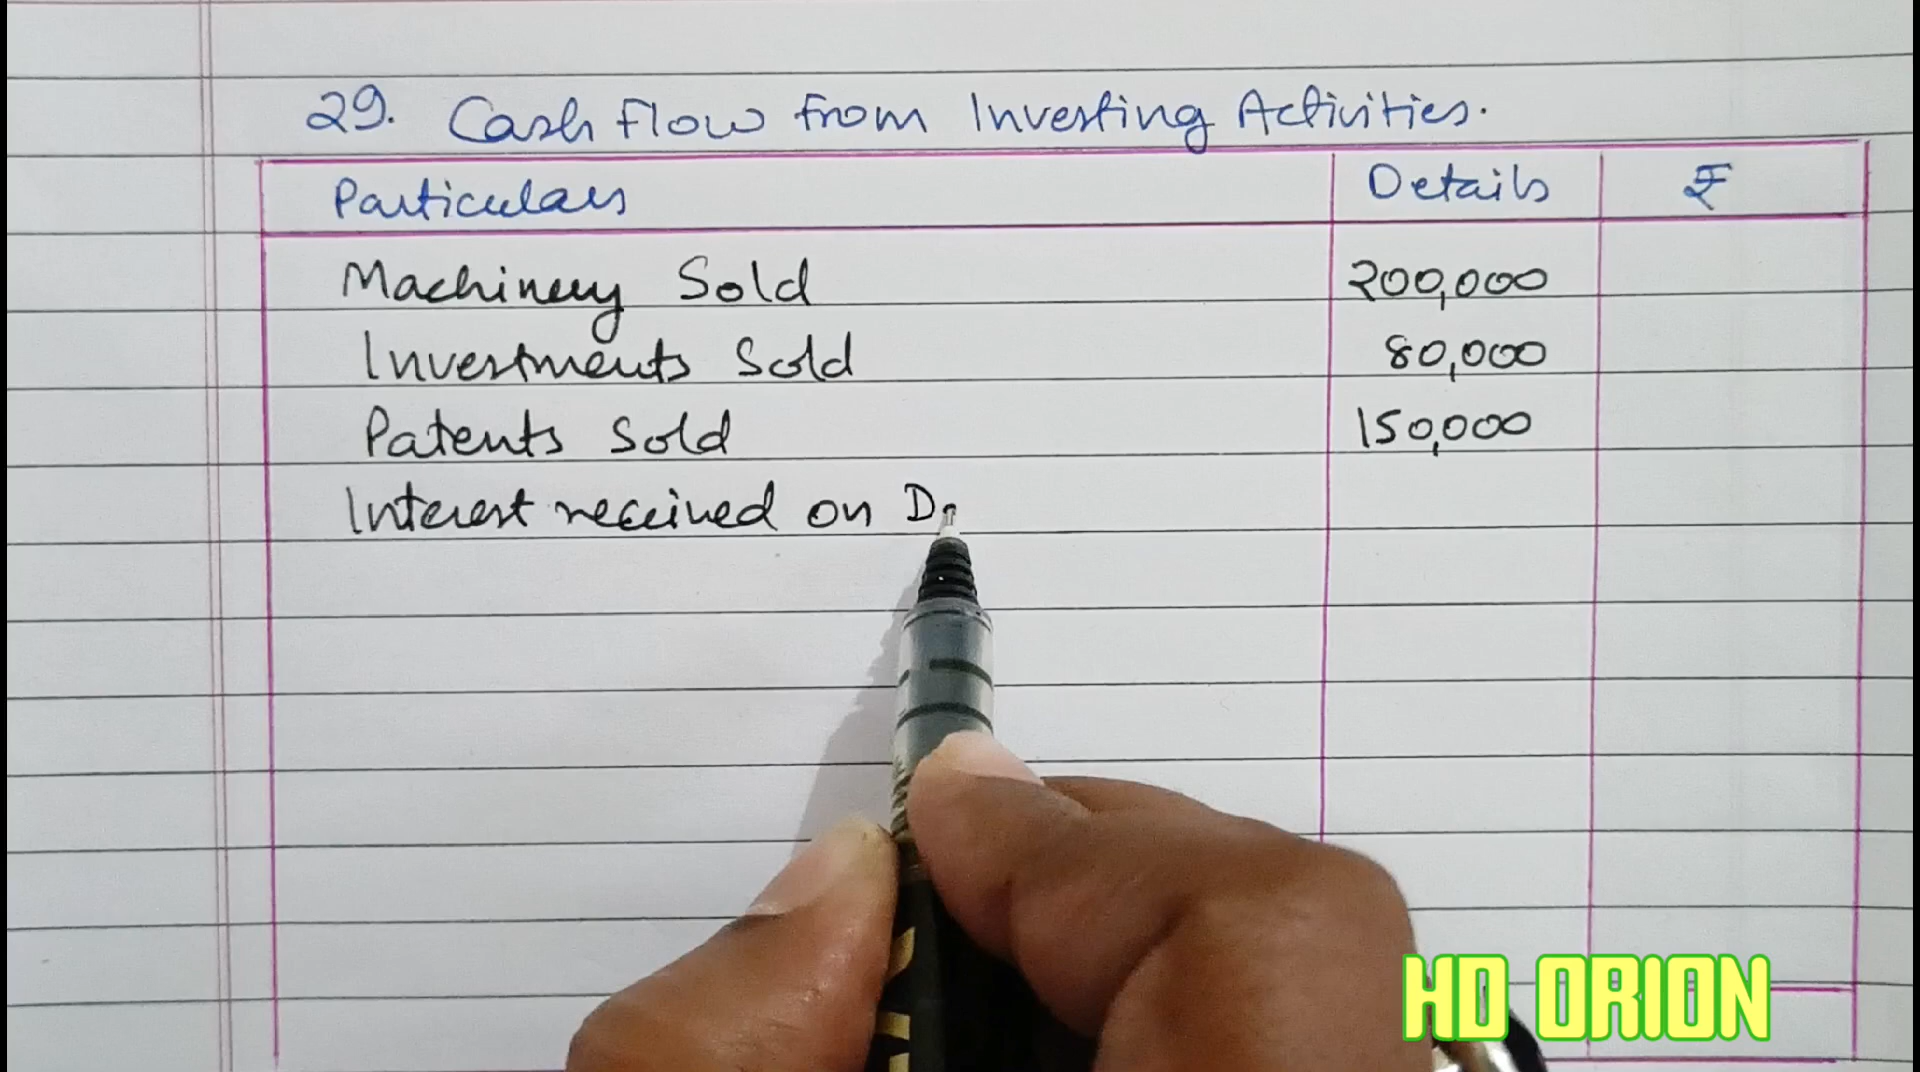 29. Cash Flow from Investing Activities.
Particulars Details ₹
Machinery Sold 200,000
Investments Sold 80,000
Patents Sold 150,000
Interest received on
HD ORION